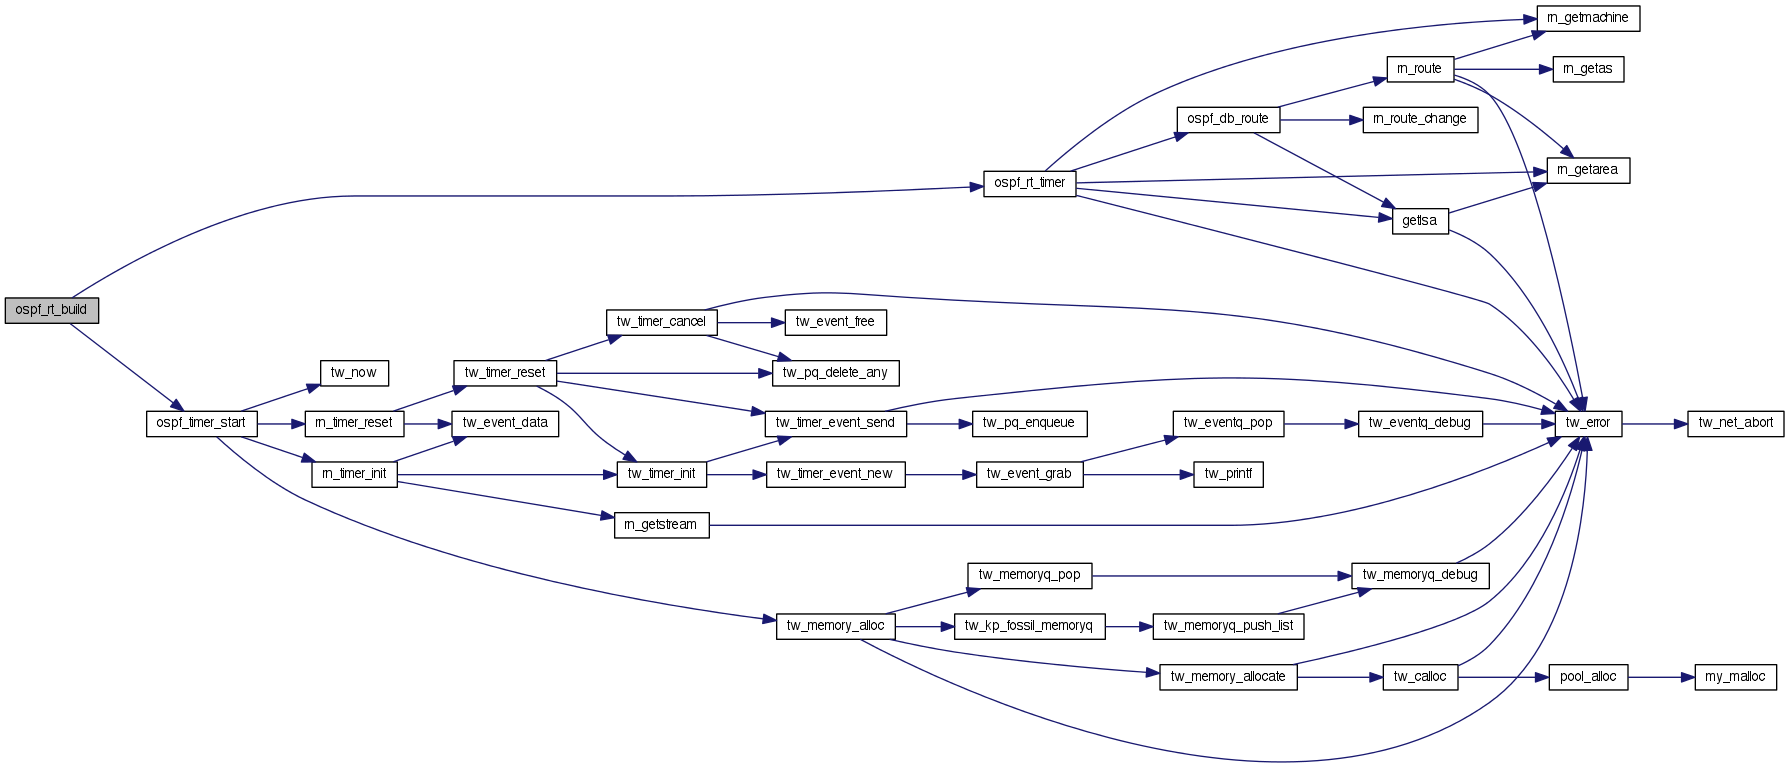 rn_getmachine
rn_route
rn_getas
ospf_db_route
rn_route_change
rn_getarea
ospf_rt_timer
getlsa
ospf_rt_build
tw_timer_cancel
tw_event_free
tw_now
tw_timer_reset
tw_pq_delete_any
ospf_timer_start
rn_timer_reset
tw_event_data
tw_timer_event_send
tw_pq_enqueue
tw_eventq_pop
tw_eventq_debug
tw_error
tw_net_abort
rn_timer_init
tw_timer_init
tw_timer_event_new
tw_event_grab
tw_printf
rn_getstream
tw_memoryq_pop
tw_memoryq_debug
tw_memory_alloc
tw_kp_fossil_memoryq
tw_memoryq_push_list
tw_memory_allocate
tw_calloc
pool_alloc
my_malloc